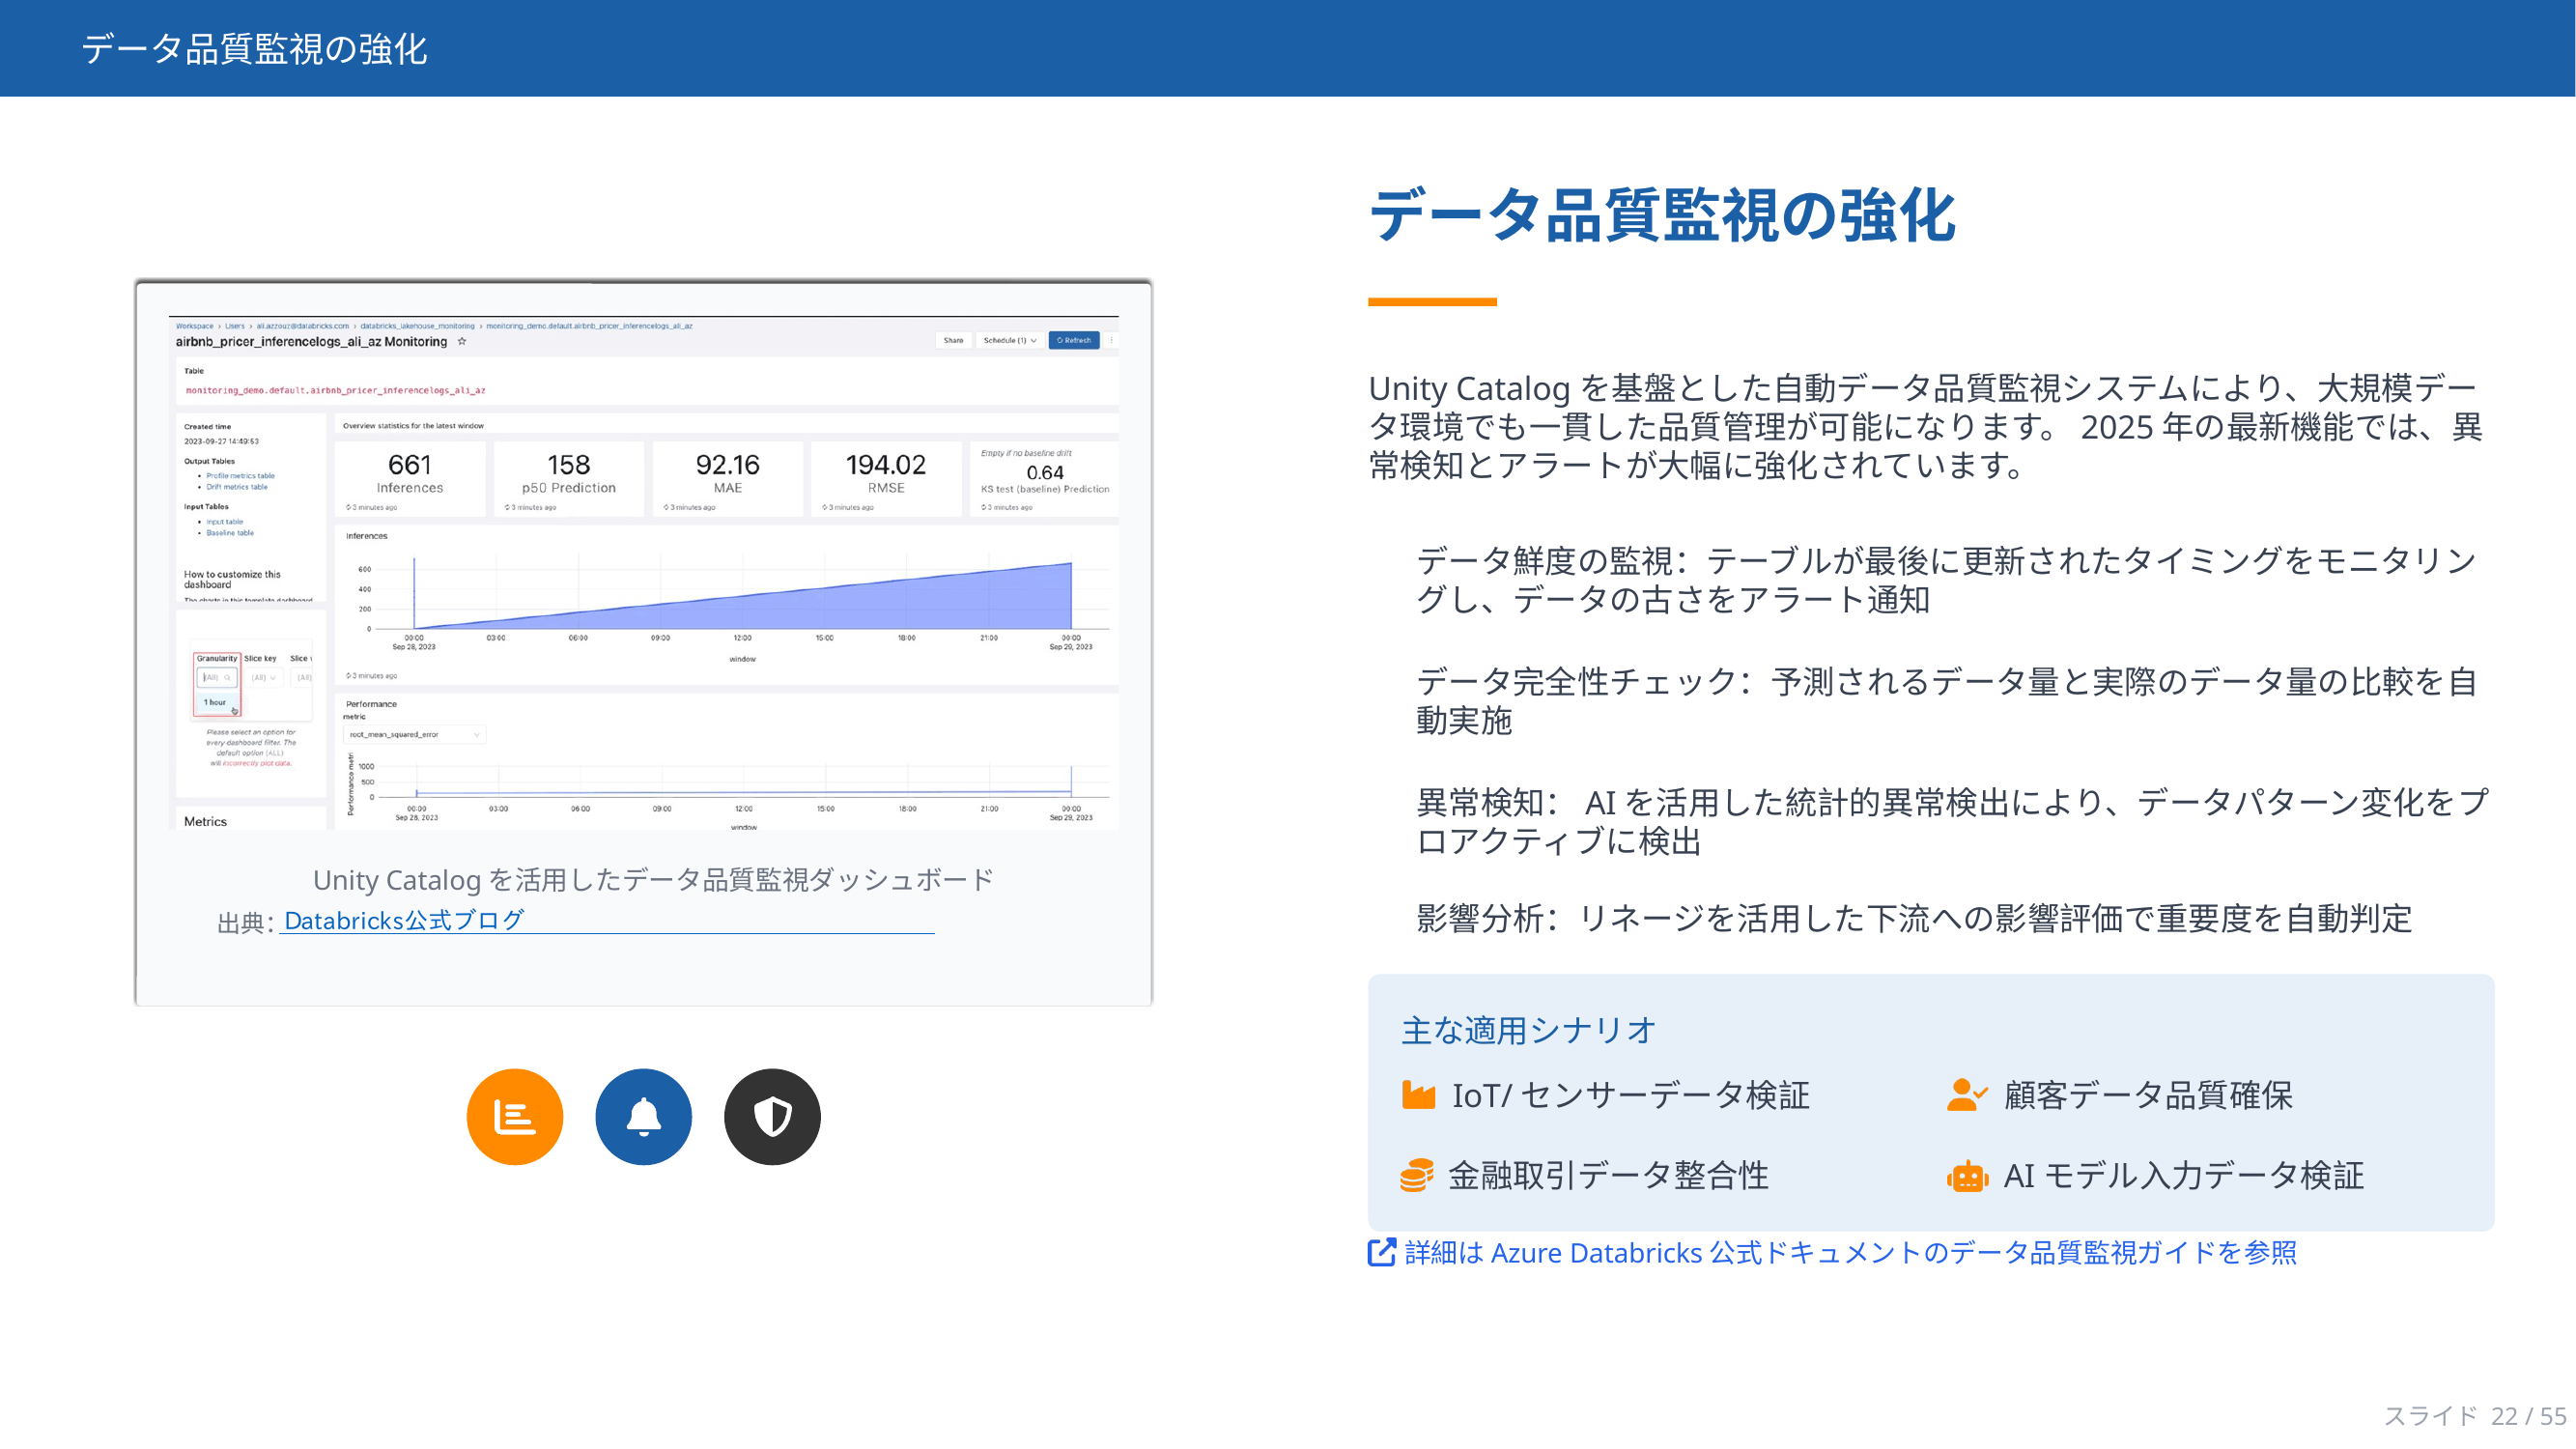 データ品質監視の強化
Workspace › Users › ali.azzouz@databricks.com › databricks_lakehouse_monitoring › monitoring_demo.default.airbnb_pricer_inferencelogs_ali_az
airbnb_pricer_inferencelogs_ali_az Monitoring ☆
Share Schedule (1) Refresh
Table
monitoring_demo.default.airbnb_pricer_inferencelogs_ali_az
Created time
2023-09-27 14:49:53
Output Tables
• Profile metrics table
• Drift metrics table
Input Tables
• Input table
• Baseline table
How to customize this
dashboard
The charts in this template dashboard
Granularity Slice key Slice
(All) (All) (All)
1 hour
Please select an option for
every dashboard filter. The
default option (ALL)
will incorrectly plot data.
Metrics
Overview statistics for the latest window
661
Inferences
3 minutes ago
158
p50 Prediction
3 minutes ago
92.16
MAE
3 minutes ago
194.02
RMSE
3 minutes ago
Empty if no baseline drift
0.64
KS test (baseline) Prediction
3 minutes ago
Inferences
600
400
200
0
00:00 03:00 06:00 09:00 12:00 15:00 18:00 21:00 00:00
Sep 28, 2023 Sep 29, 2023
window
3 minutes ago
Performance
metric
root_mean_squared_error
Performance metri
1000
500
0
00:00 03:00 06:00 09:00 12:00 15:00 18:00 21:00 00:00
Sep 28, 2023 Sep 29, 2023
window
Unity Catalog を活用したデータ品質監視ダッシュボード
出典： Databricks公式ブログ
データ品質監視の強化
Unity Catalog を基盤とした自動データ品質監視システムにより、大規模デー
タ環境でも一貫した品質管理が可能になります。 2025 年の最新機能では、異
常検知とアラートが大幅に強化されています。
データ鮮度の監視：テーブルが最後に更新されたタイミングをモニタリン
グし、データの古さをアラート通知
データ完全性チェック：予測されるデータ量と実際のデータ量の比較を自
動実施
異常検知： AI を活用した統計的異常検出により、データパターン変化をプ
ロアクティブに検出
影響分析：リネージを活用した下流への影響評価で重要度を自動判定
主な適用シナリオ
IoT/ センサーデータ検証
顧客データ品質確保
金融取引データ整合性
AI モデル入力データ検証
詳細は Azure Databricks 公式ドキュメントのデータ品質監視ガイドを参照
スライド 22 / 55